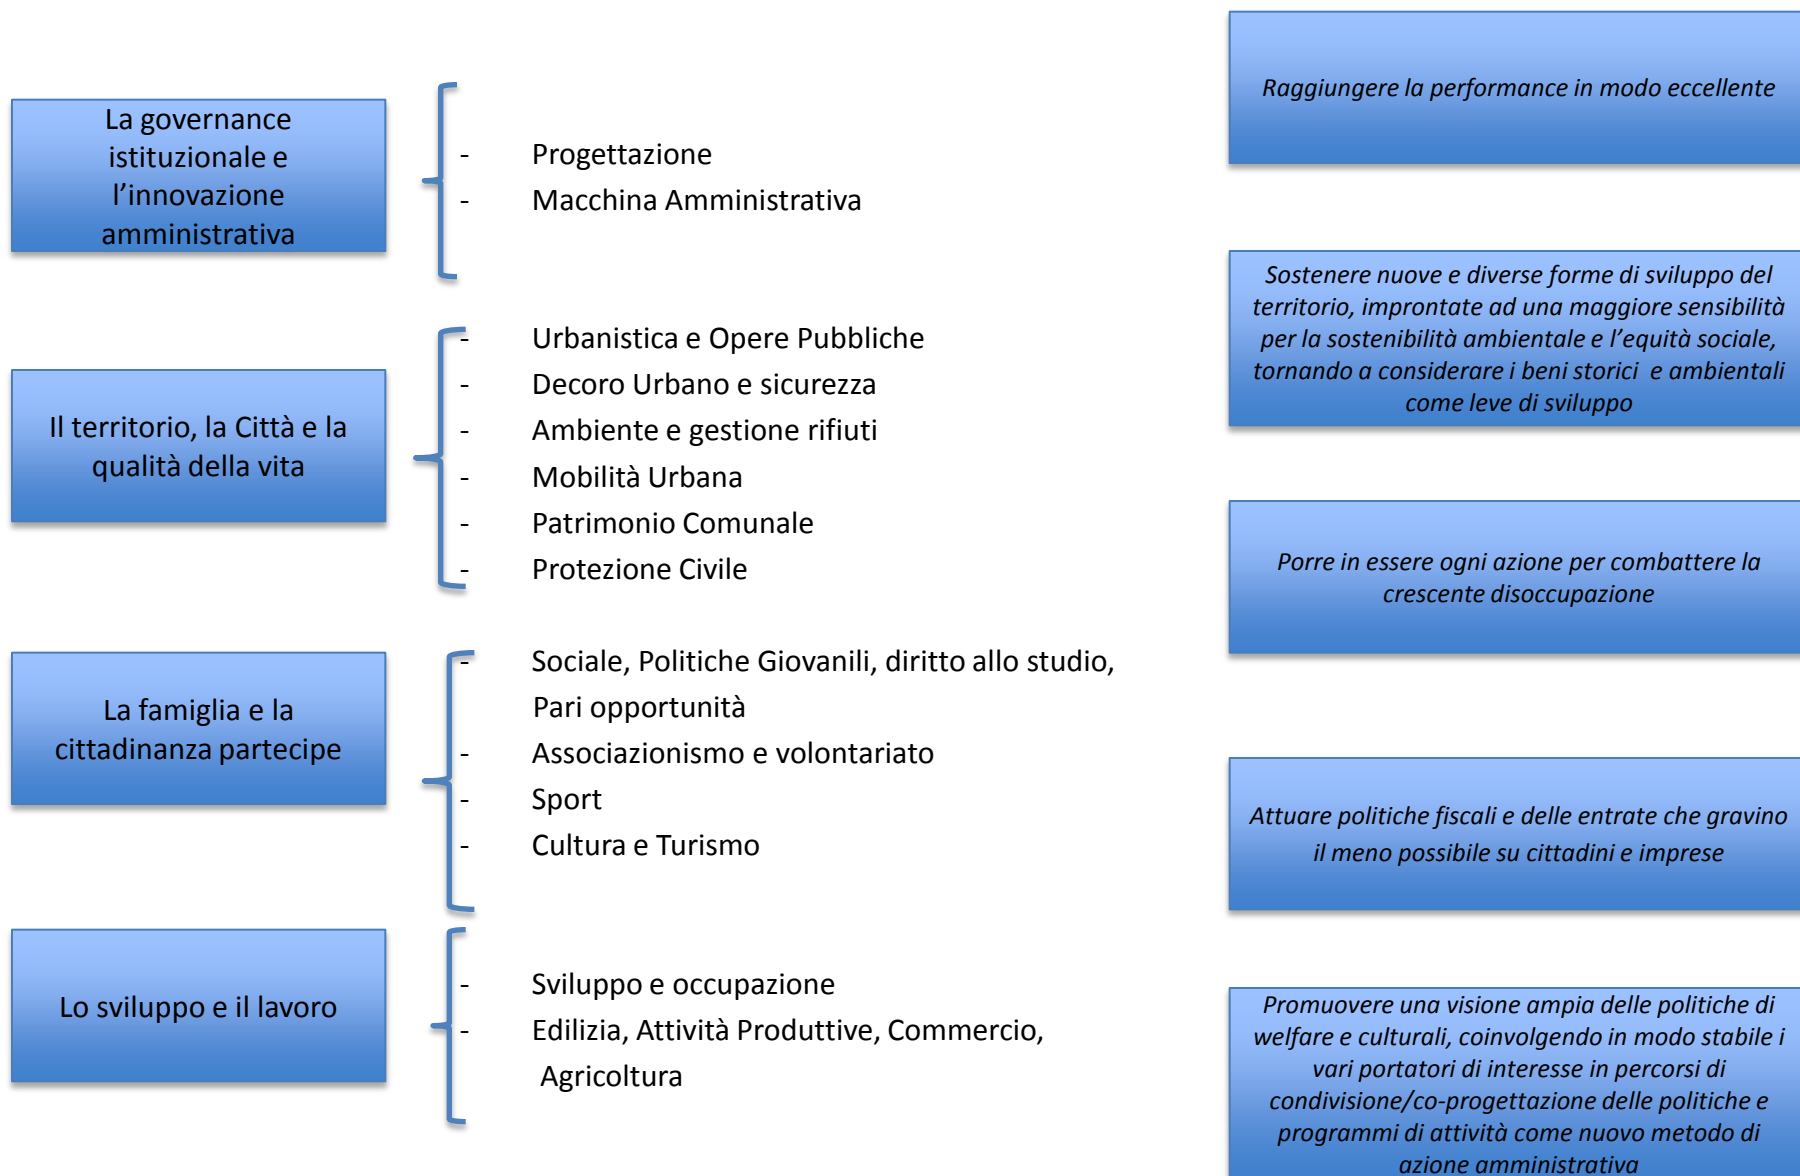 La governance
istituzionale e
l’innovazione
amministrativa
- Progettazione
- Macchina Amministrativa
Il territorio, la Città e la
qualità della vita
- Urbanistica e Opere Pubbliche
- Decoro Urbano e sicurezza
- Ambiente e gestione rifiuti
- Mobilità Urbana
- Patrimonio Comunale
- Protezione Civile
La famiglia e la
cittadinanza partecipe
- Sociale, Politiche Giovanili, diritto allo studio,
Pari opportunità
- Associazionismo e volontariato
- Sport
- Cultura e Turismo
Lo sviluppo e il lavoro
- Sviluppo e occupazione
- Edilizia, Attività Produttive, Commercio,
Agricoltura
Raggiungere la performance in modo eccellente
Sostenere nuove e diverse forme di sviluppo del
territorio, improntate ad una maggiore sensibilità
per la sostenibilità ambientale e l’equità sociale,
tornando a considerare i beni storici e ambientali
come leve di sviluppo
Porre in essere ogni azione per combattere la
crescente disoccupazione
Attuare politiche fiscali e delle entrate che gravino
il meno possibile su cittadini e imprese
Promuovere una visione ampia delle politiche di
welfare e culturali, coinvolgendo in modo stabile i
vari portatori di interesse in percorsi di
condivisione/co-progettazione delle politiche e
programmi di attività come nuovo metodo di
azione amministrativa